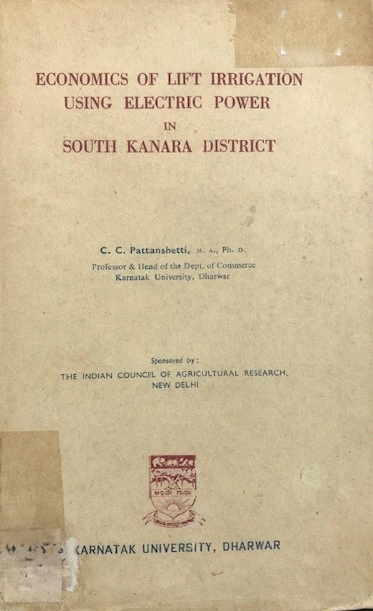 ECONOMICS OF LIFT IRRIGATION
USING ELECTRIC POWER
IN
SOUTH KANARA DISTRICT
C. C. Pattanshetti, M. A., Ph. D.
Professor & Head of the Dept. of Commerce
Karnatak University, Dharwar
Sponsored by :
THE INDIAN COUNCIL OF AGRICULTURAL RESEARCH,
NEW DELHI
KARNATAK UNIVERSITY, DHARWAR